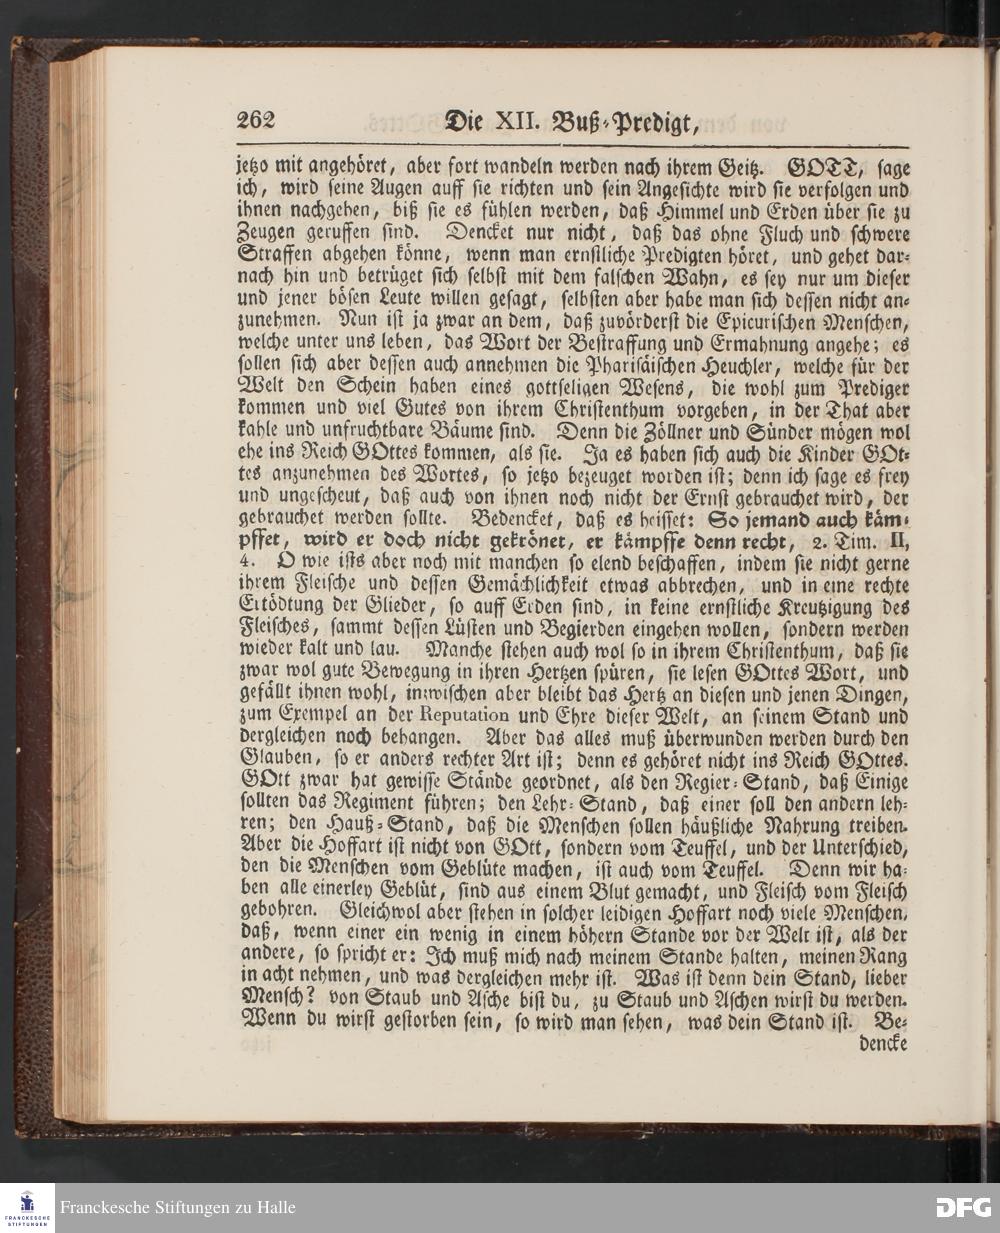 262 Die XII. Buß-Predigt,
jetzo mit angehöret, aber fort wandeln werden nach ihrem Geitz. GOTT, sage
ich, wird seine Augen auff sie richten und sein Angesichte wird sie verfolgen und
ihnen nachgehen, biß sie es fühlen werden, daß Himmel und Erden über sie zu
Zeugen geruffen sind. Dencket nur nicht, daß das ohne Fluch und schwere
Straffen abgehen könne, wenn man ernstliche Predigten höret, und gehet dar-
nach hin und betrüget sich selbst mit dem falschen Wahn, es sey nur um dieser
und jener bösen Leute willen gesagt, selbsten aber habe man sich dessen nicht an-
zunehmen. Nun ist ja zwar an dem, daß zuvörderst die Epicurischen Menschen,
welche unter uns leben, das Wort der Bestraffung und Ermahnung angehe; es
sollen sich aber dessen auch annehmen die Pharisäischen Heuchler, welche für der
Welt den Schein haben eines gottseligen Wesens, die wohl zum Prediger
kommen und viel Gutes von ihrem Christenthum vorgeben, in der That aber
kahle und unfruchtbare Bäume sind. Denn die Zöllner und Sünder mögen wol
ehe ins Reich GOttes kommen, als sie. Ja es haben sich auch die Kinder GOt-
tes anzunehmen des Wortes, so jetzo bezeuget worden ist; denn ich sage es frey
und ungescheut, daß auch von ihnen noch nicht der Ernst gebrauchet wird, der
gebrauchet werden sollte. Bedencket, daß es heisset: So jemand auch käm-
pffet, wird er doch nicht gekrönet, er kämpffe denn recht, 2. Tim. II,
4. O wie ists aber noch mit manchen so elend beschaffen, indem sie nicht gerne
ihrem Fleische und dessen Gemächlichkeit etwas abbrechen, und in eine rechte
Ertödtung der Glieder, so auff Erden sind, in keine ernstliche Kreutzigung des
Fleisches, sammt dessen Lüsten und Begierden eingehen wollen, sondern werden
wieder kalt und lau. Manche stehen auch wol so in ihrem Christenthum, daß sie
zwar wol gute Bewegung in ihren Hertzen spüren, sie lesen GOttes Wort, und
gefällt ihnen wohl, inzwischen aber bleibt das Hertz an diesen und jenen Dingen,
zum Exempel an der Reputation und Ehre dieser Welt, an seinem Stand und
dergleichen noch behangen. Aber das alles muß überwunden werden durch den
Glauben, so er anders rechter Art ist; denn es gehöret nicht ins Reich GOttes.
GOtt zwar hat gewisse Stände geordnet, als den Regier-Stand, daß Einige
sollten das Regiment führen; den Lehr-Stand, daß einer soll den andern leh-
ren; den Hauß-Stand, daß die Menschen sollen häußliche Nahrung treiben.
Aber die Hoffart ist nicht von GOtt, sondern vom Teuffel, und der Unterschied,
den die Menschen vom Geblüte machen, ist auch vom Teuffel. Denn wir ha-
ben alle einerley Geblüt, sind aus einem Blut gemacht, und Fleisch vom Fleisch
gebohren. Gleichwol aber stehen in solcher leidigen Hoffart noch viele Menschen,
daß, wenn einer ein wenig in einem höhern Stande vor der Welt ist, als der
andere, so spricht er: Ich muß mich nach meinem Stande halten, meinen Rang
in acht nehmen, und was dergleichen mehr ist. Was ist denn dein Stand, lieber
Mensch? von Staub und Asche bist du, zu Staub und Aschen wirst du werden.
Wenn du wirst gestorben sein, so wird man sehen, was dein Stand ist. Be-
dencke
FRANCKESCHE
STIFTUNGEN
Franckesche Stiftungen zu Halle
DFG